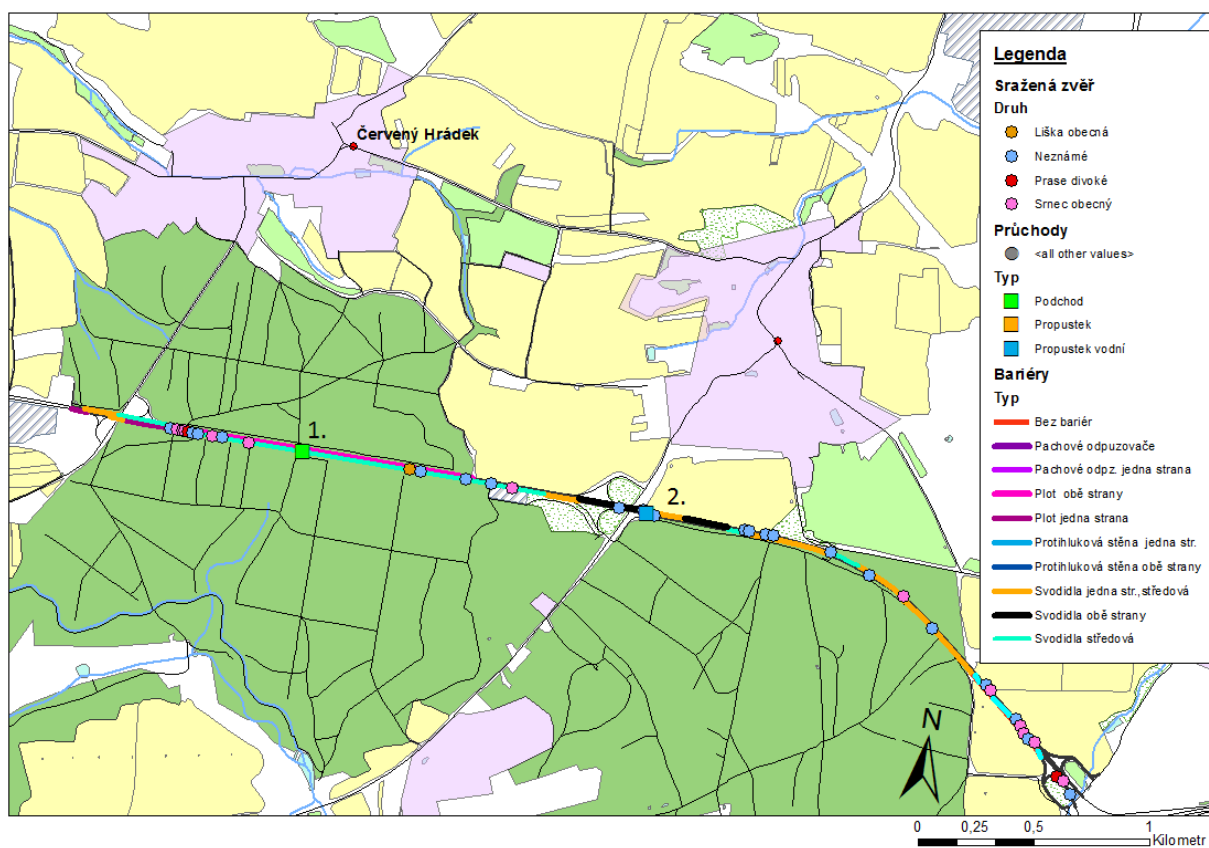 Červený Hrádek
1.
2.
N
Legenda
Sražená zvěř
Druh
Liška obecná
Neznámé
Prase divoké
Srnec obecný
Průchody
<all other values>
Typ
Podchod
Propustek
Propustek vodní
Bariéry
Typ
Bez bariér
Pachové odpuzovače
Pachové odpz. jedna strana
Plot obě strany
Plot jedna strana
Protihluková stěna jedna str.
Protihluková stěna obě strany
Svodidla jedna str.,středová
Svodidla obě strany
Svodidla středová
0 0,25 0,5 1
Kilometr